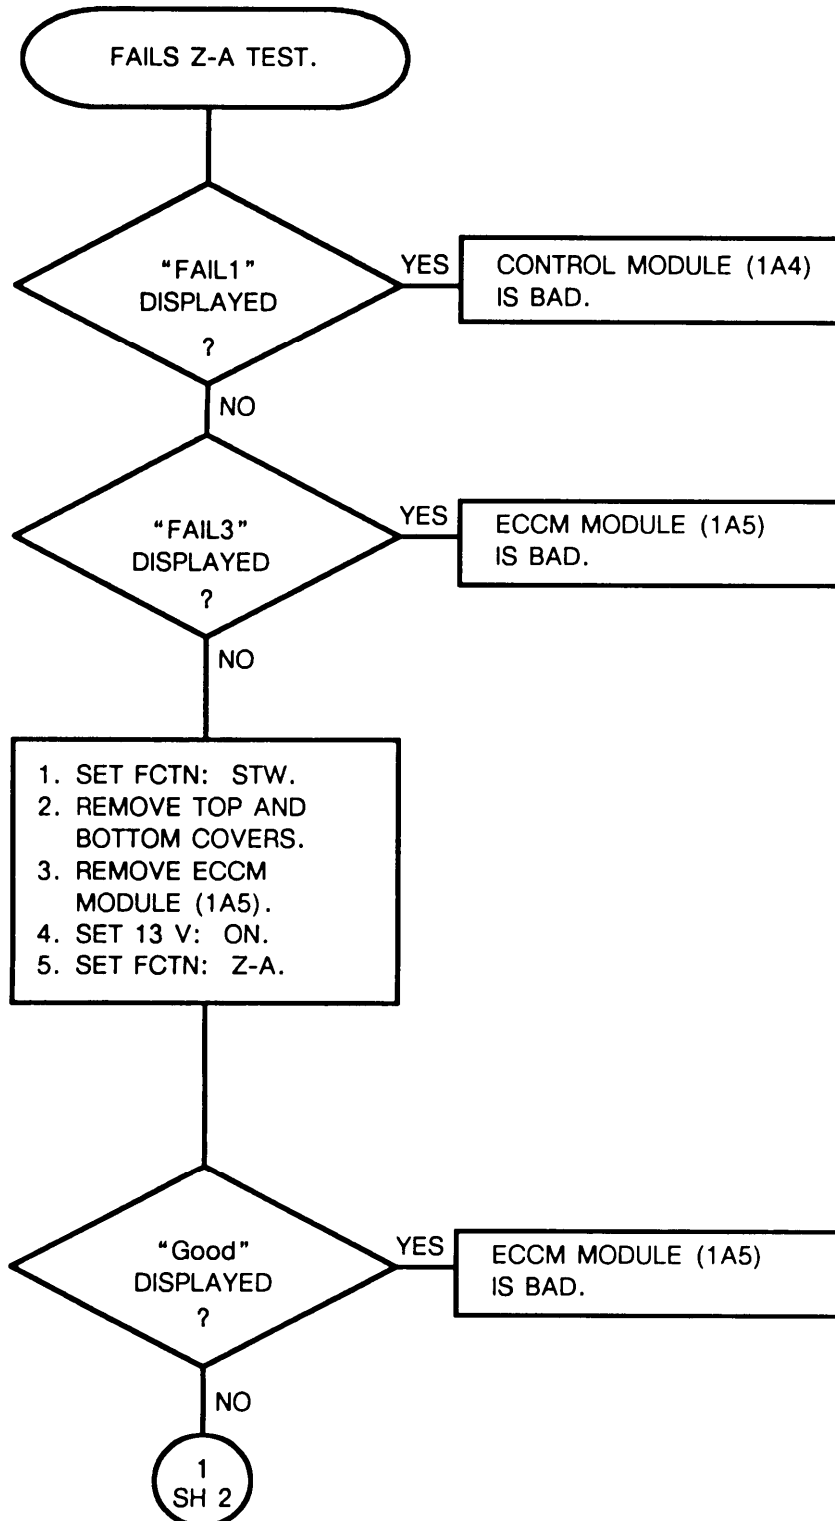 FAILS Z-A TEST.
"FAIL1"
DISPLAYED
?
YES
CONTROL MODULE (1A4)
IS BAD.
NO
"FAIL3"
DISPLAYED
?
YES
ECCM MODULE (1A5)
IS BAD.
NO
1. SET FCTN: STW.
2. REMOVE TOP AND
BOTTOM COVERS.
3. REMOVE ECCM
MODULE (1A5).
4. SET 13 V: ON.
5. SET FCTN: Z-A.
"Good"
DISPLAYED
?
YES
ECCM MODULE (1A5)
IS BAD.
NO
1
SH 2